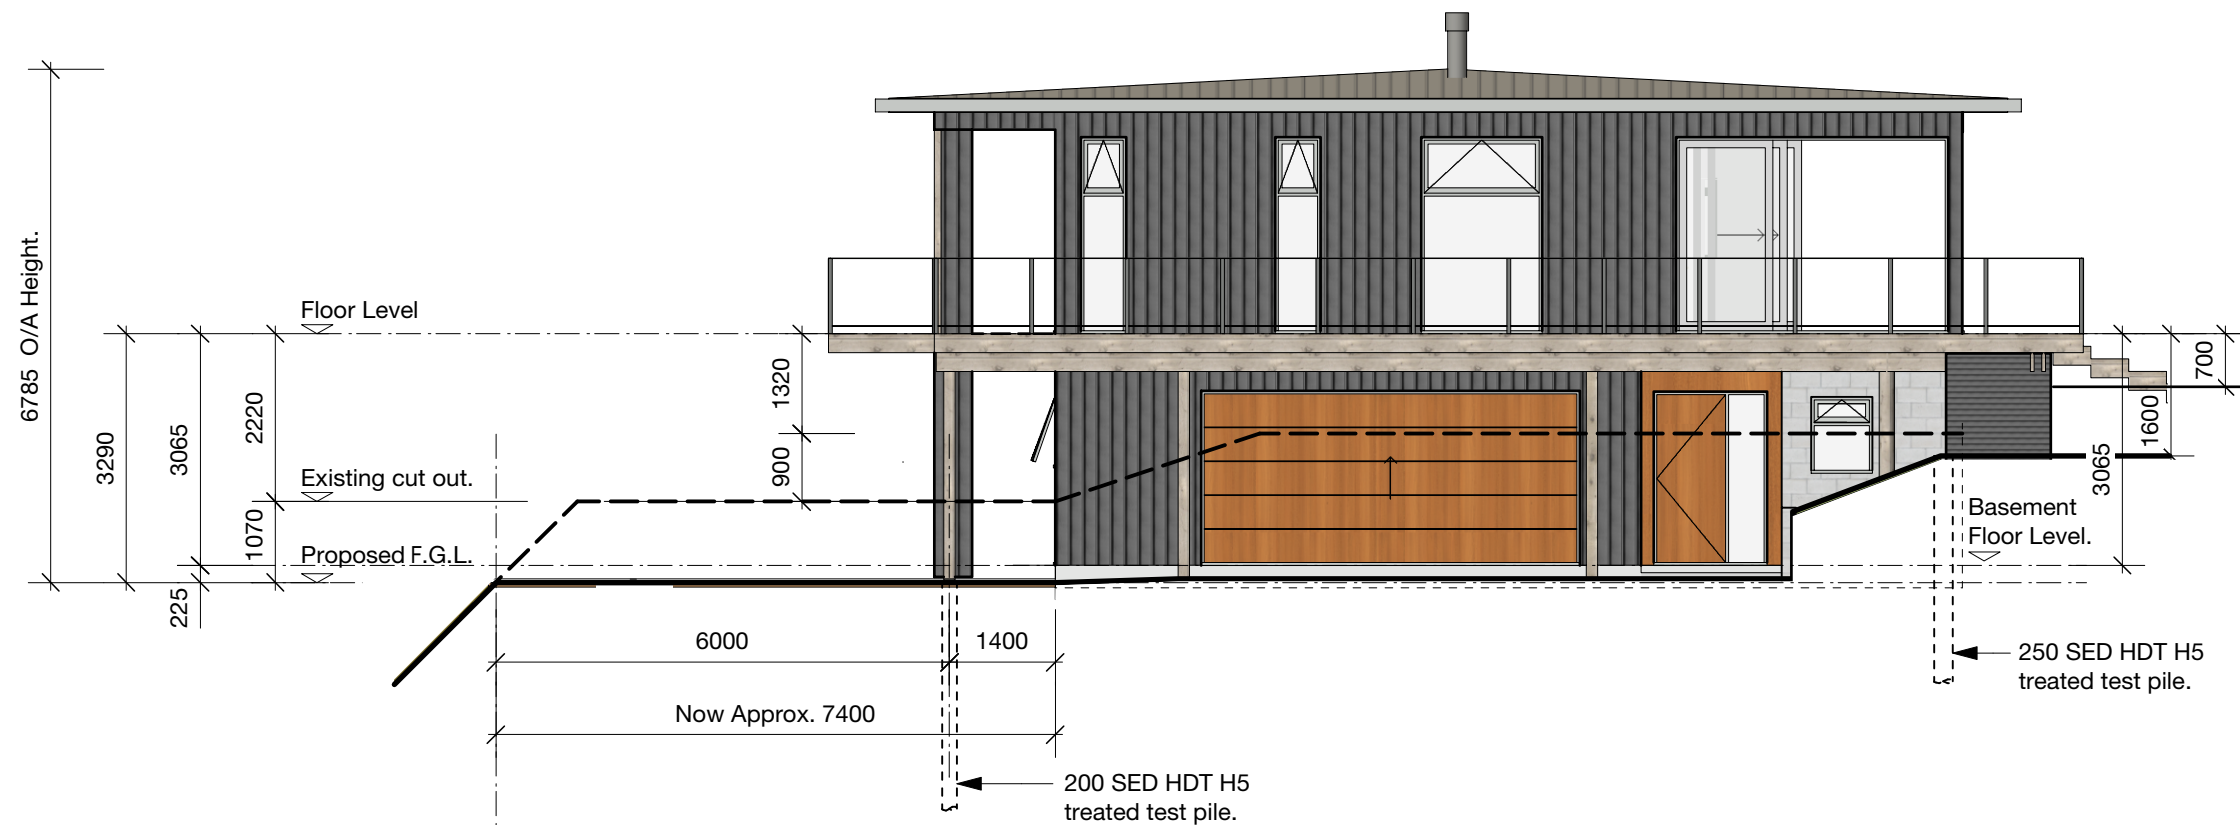 6785 O/A Height.
3290
3065
225
2220
1070
Floor Level
Existing cut out.
Proposed F.G.L.
1320
900
700
1600
3065
Basement
Floor Level.
6000
1400
Now Approx. 7400
250 SED HDT H5
treated test pile.
200 SED HDT H5
treated test pile.